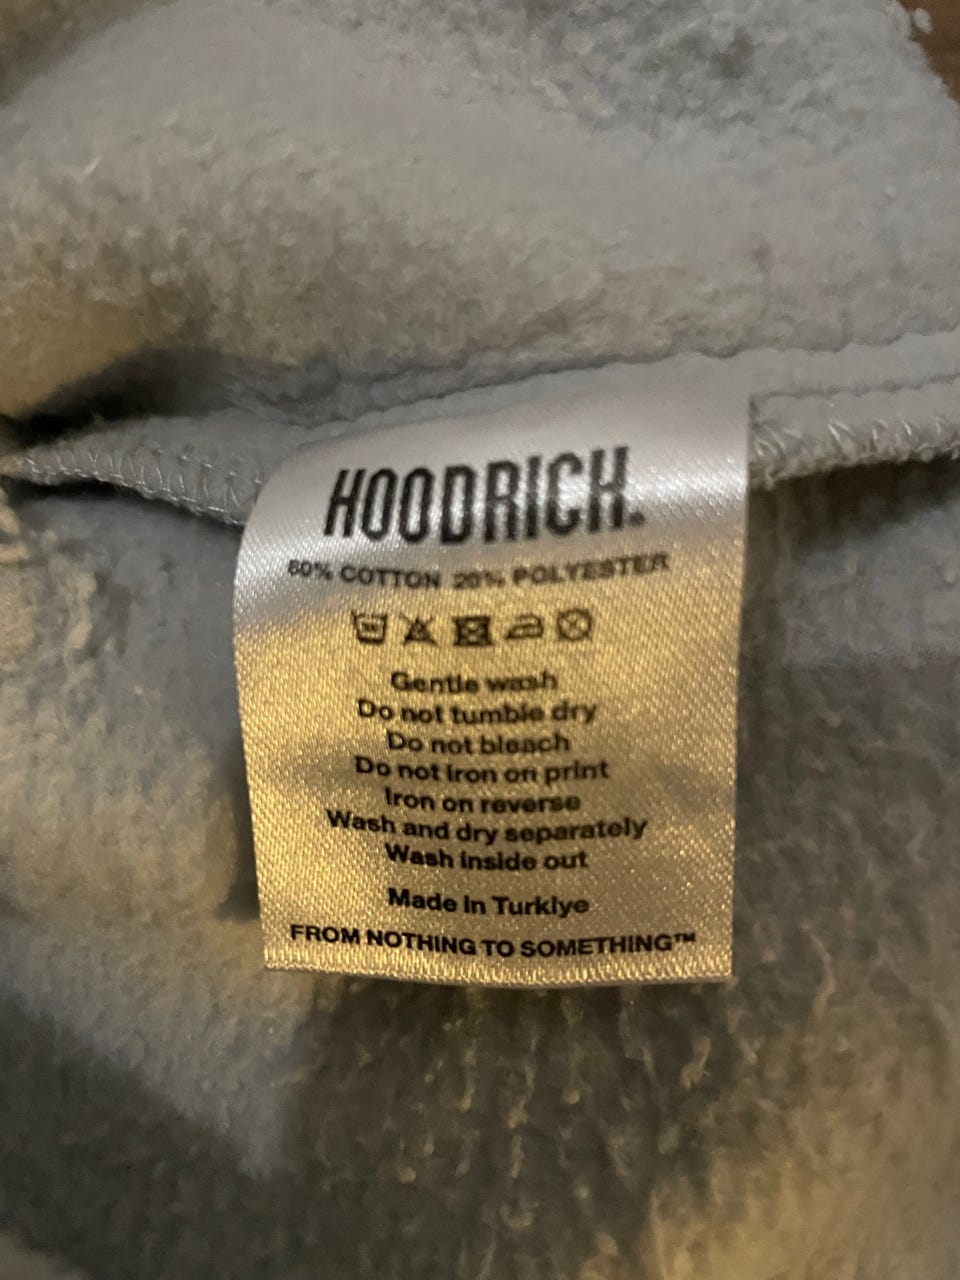 HOODRICH®
80% COTTON 20% POLYESTER
Gentle wash
Do not tumble dry
Do not bleach
Do not iron on print
Iron on reverse
Wash and dry separately
Wash inside out
Made in Turkiye
FROM NOTHING TO SOMETHING™